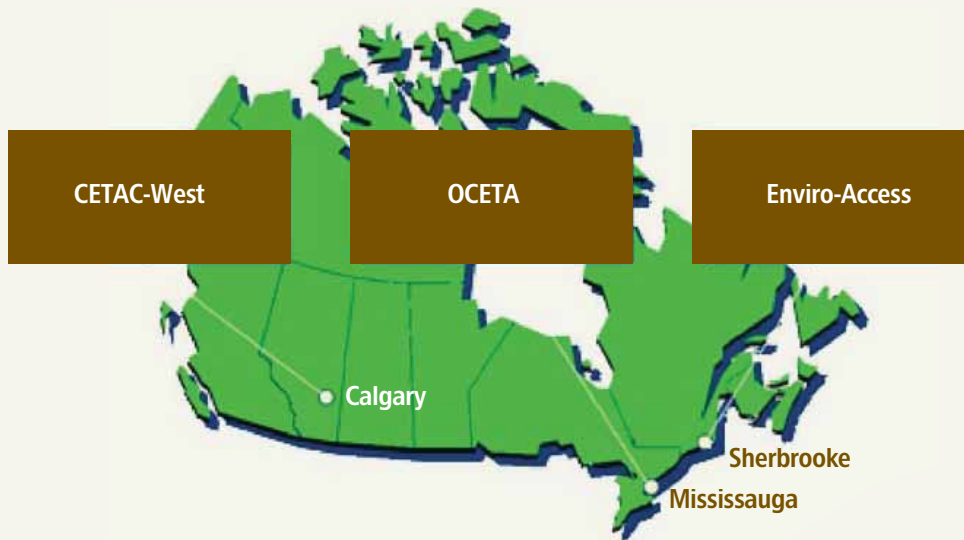 CETAC-West
OCETA
Enviro-Access
Calgary
Sherbrooke
Mississauga